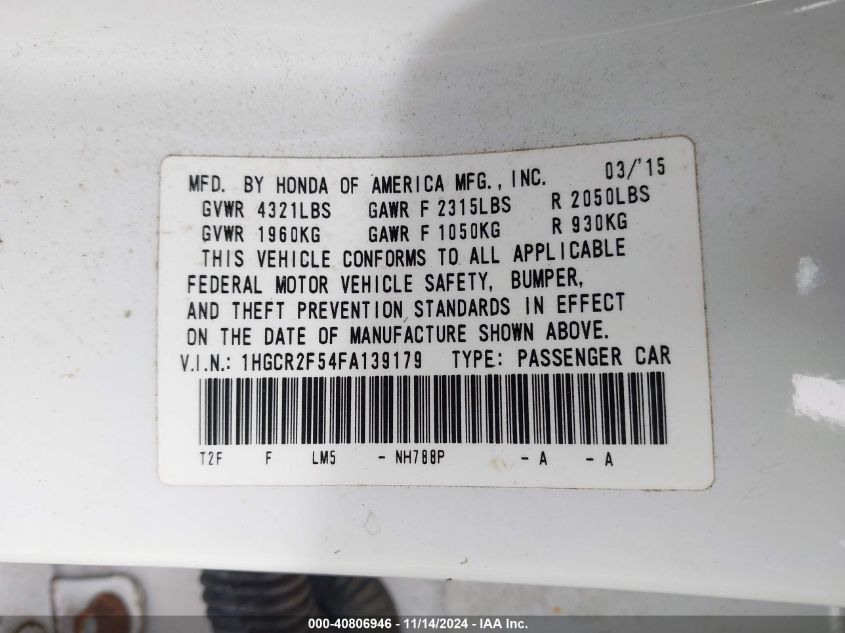 MFD. BY HONDA OF AMERICA MFG., INC. 03/'15
GVWR 4321LBS GAWR F 2315LBS R 2050LBS
GVWR 1960KG GAWR F 1050KG R 930KG
THIS VEHICLE CONFORMS TO ALL APPLICABLE
FEDERAL MOTOR VEHICLE SAFETY, BUMPER,
AND THEFT PREVENTION STANDARDS IN EFFECT
ON THE DATE OF MANUFACTURE SHOWN ABOVE.
V.I.N.: 1HGCR2F54FA139179 TYPE: PASSENGER CAR
T2F F LM5 - NH788P - A - A
000-40806946 - 11/14/2024 - IAA Inc.